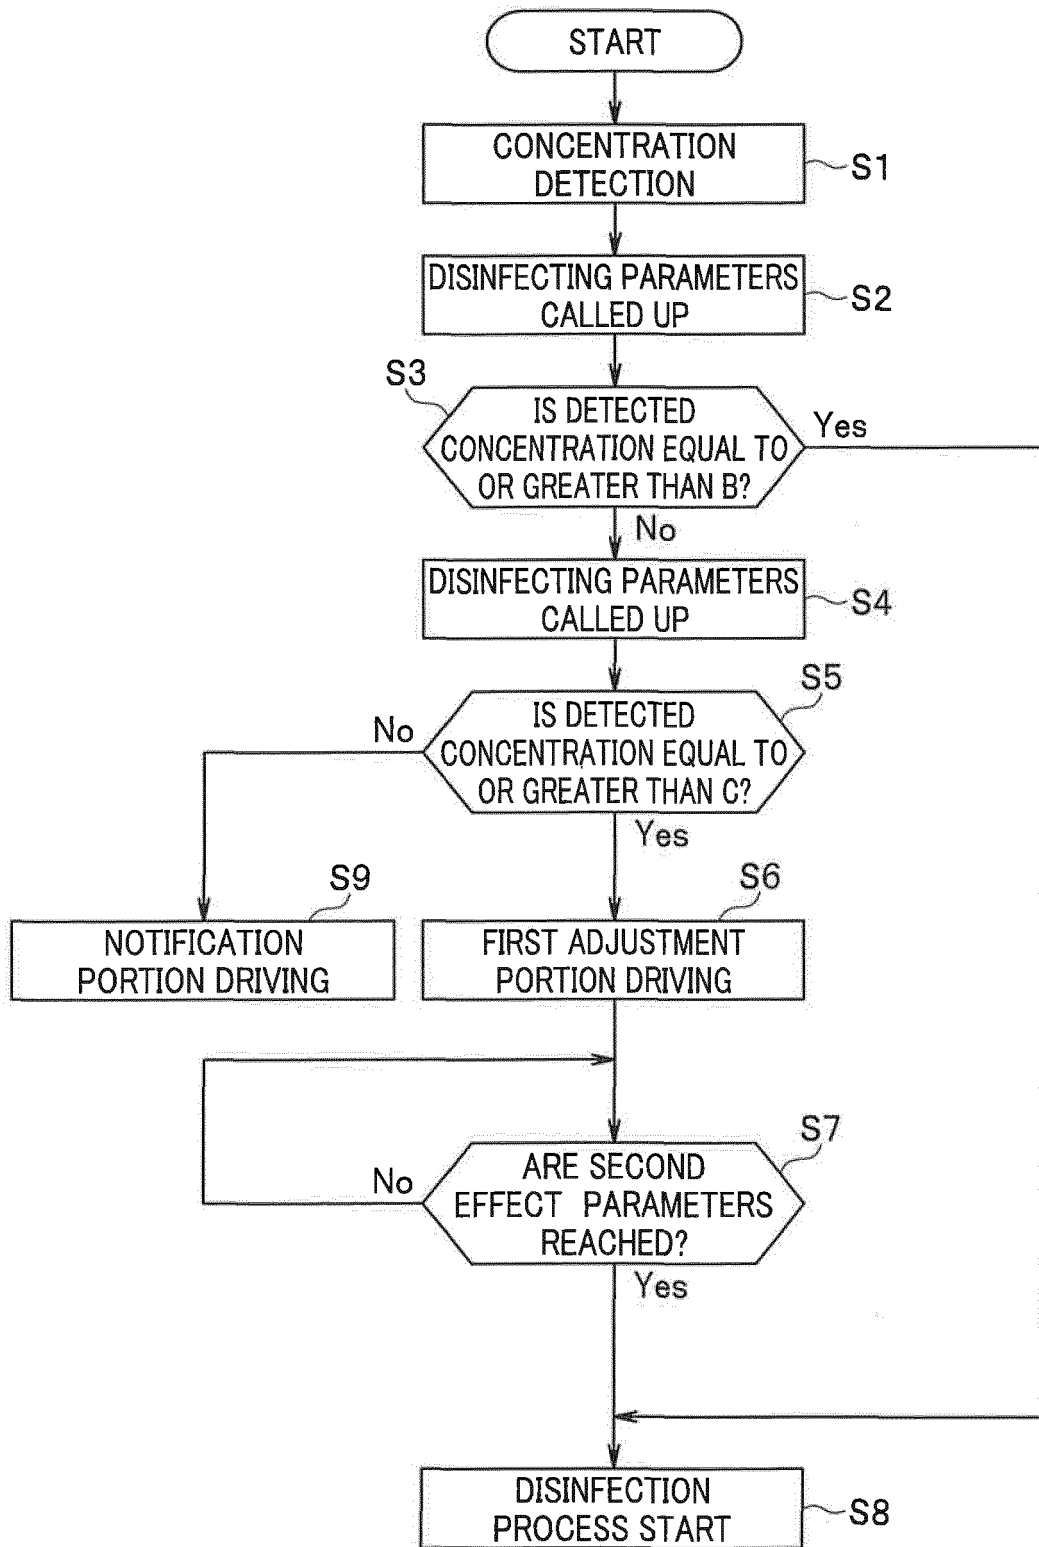 START
CONCENTRATION
DETECTION
S1
DISINFECTING PARAMETERS
CALLED UP
S2
S3
IS DETECTED
CONCENTRATION EQUAL TO
OR GREATER THAN B?
Yes
No
DISINFECTING PARAMETERS
CALLED UP
S4
S5
IS DETECTED
CONCENTRATION EQUAL TO
OR GREATER THAN C?
No
Yes
S9
NOTIFICATION
PORTION DRIVING
S6
FIRST ADJUSTMENT
PORTION DRIVING
S7
ARE SECOND
EFFECT PARAMETERS
REACHED?
No
Yes
DISINFECTION
PROCESS START
S8